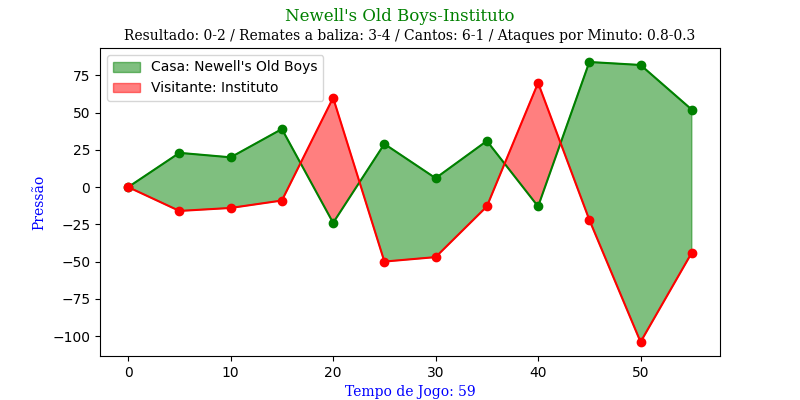 Newell's Old Boys-Instituto
Resultado: 0-2 / Remates a baliza: 3-4 / Cantos: 6-1 / Ataques por Minuto: 0.8-0.3
Casa: Newell's Old Boys
Visitante: Instituto
75
50
25
0
−25
−50
−75
−100
Pressão
0 10 20 30 40 50
Tempo de Jogo: 59